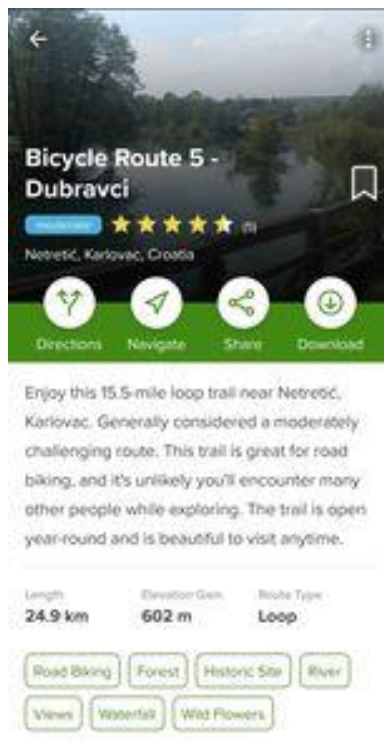 Bicycle Route 5 -
Dubravci
moderate
(5)
Netretić, Karlovac, Croatia
Directions Navigate Share Download
Enjoy this 15.5-mile loop trail near Netretić,
Karlovac. Generally considered a moderately
challenging route. This trail is great for road
biking, and it's unlikely you'll encounter many
other people while exploring. The trail is open
year-round and is beautiful to visit anytime.
Length Elevation Gain Route Type
24.9 km 602 m Loop
Road Biking Forest Historic Site River
Views Waterfall Wild Flowers